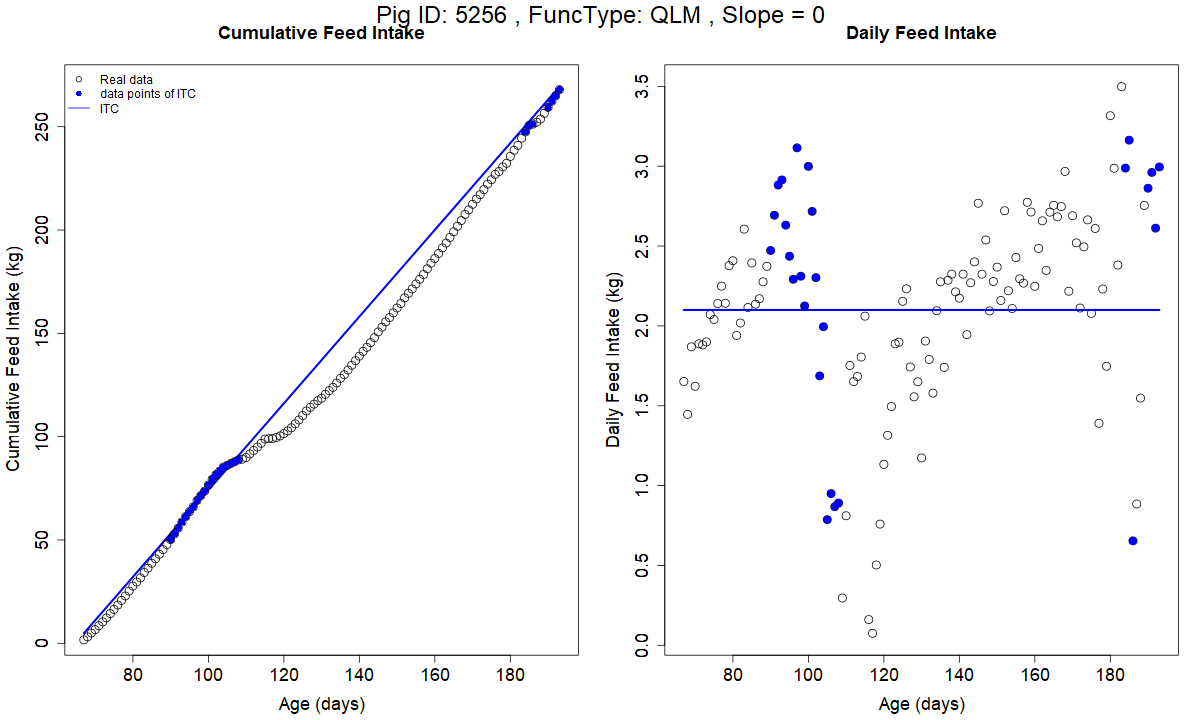 Pig ID: 5256 , FuncType: QLM , Slope = 0
Cumulative Feed Intake
Daily Feed Intake
Real data
data points of ITC
ITC
Cumulative Feed Intake (kg)
0
50
100
150
200
250
80
100
120
140
160
180
Age (days)
Daily Feed Intake (kg)
0.0
0.5
1.0
1.5
2.0
2.5
3.0
3.5
80
100
120
140
160
180
Age (days)